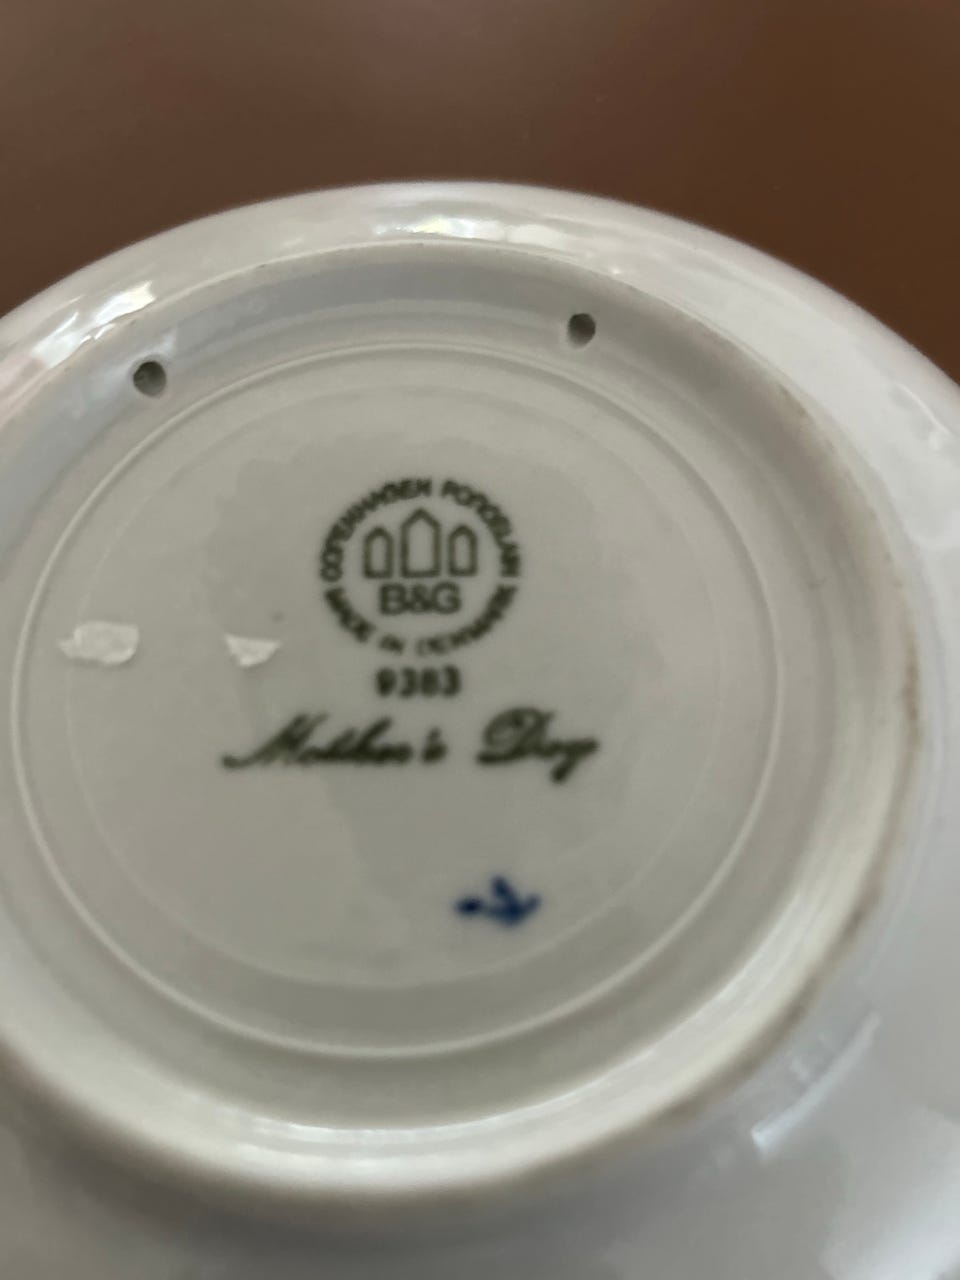 COPENHAGEN PORCELAIN
B&G
MADE IN DENMARK
9383
Mother's Day